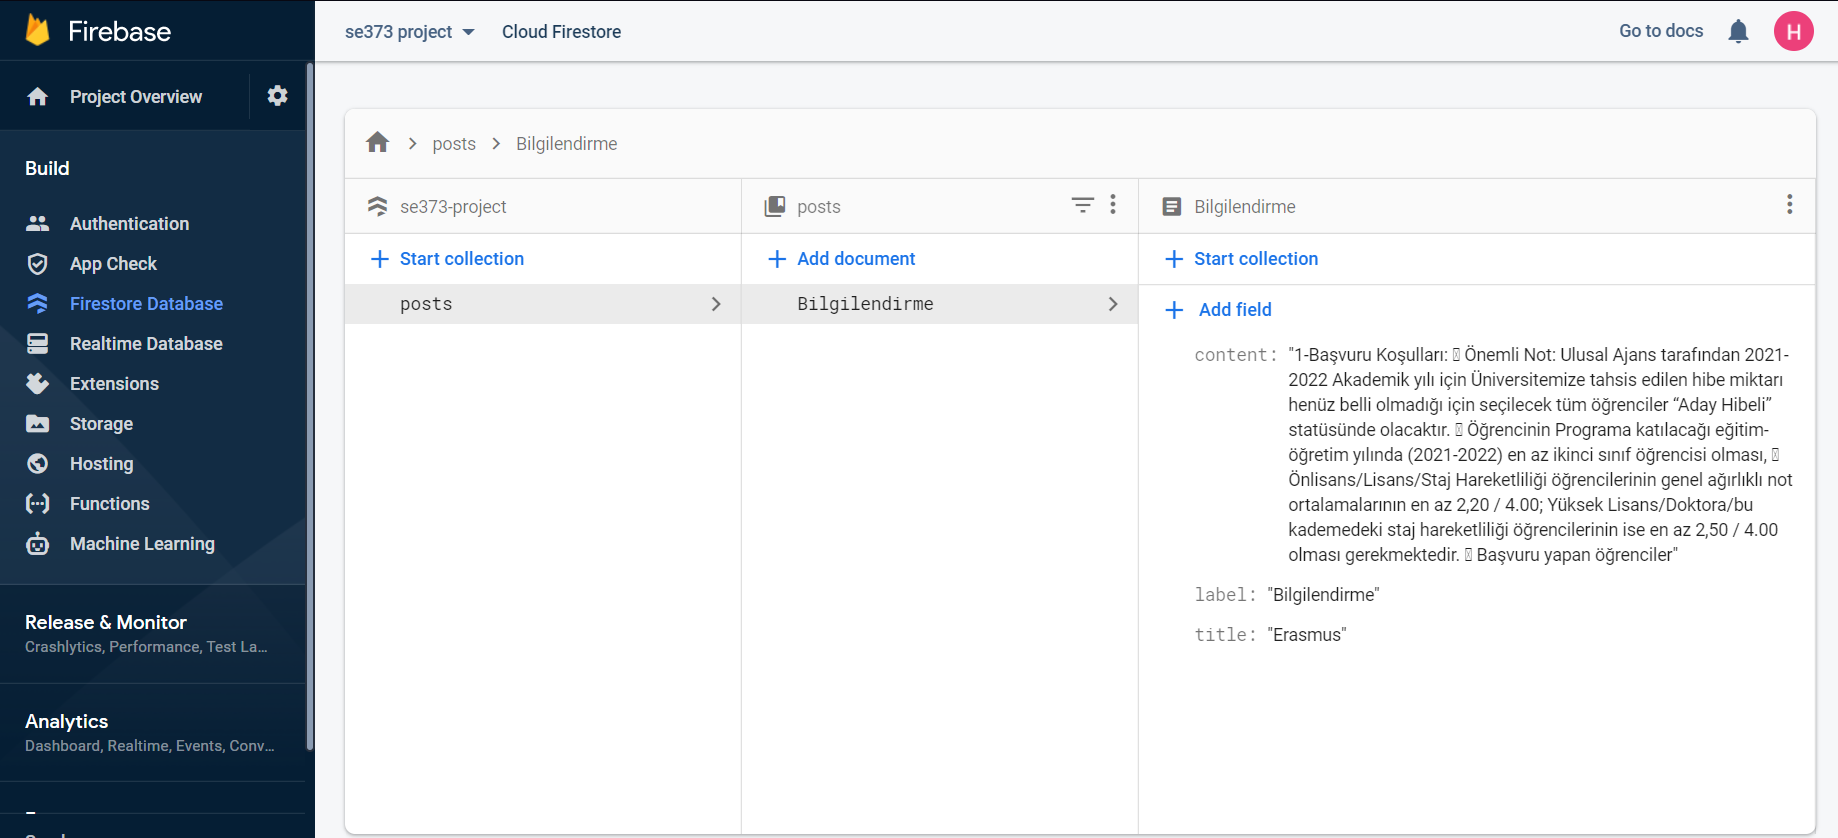 Firebase
se373 project
Cloud Firestore
Go to docs
H
Project Overview
Build
Authentication
App Check
Firestore Database
Realtime Database
Extensions
Storage
Hosting
Functions
Machine Learning
Release & Monitor
Crashlytics, Performance, Test La...
Analytics
Dashboard, Realtime, Events, Conv...
posts
Bilgilendirme
se373-project
Start collection
posts
posts
Add document
Bilgilendirme
Bilgilendirme
Start collection
Add field
content: "1-Başvuru Koşulları:  Önemli Not: Ulusal Ajans tarafından 2021-
2022 Akademik yılı için Üniversitemize tahsis edilen hibe miktarı
henüz belli olmadığı için seçilecek tüm öğrenciler “Aday Hibeli”
statüsünde olacaktır.  Öğrencinin Programa katılacağı eğitim-
öğretim yılında (2021-2022) en az ikinci sınıf öğrencisi olması, 
Önlisans/Lisans/Staj Hareketliliği öğrencilerinin genel ağırlıklı not
ortalamalarının en az 2,20 / 4.00; Yüksek Lisans/Doktora/bu
kademedeki staj hareketliliği öğrencilerinin ise en az 2,50 / 4.00
olması gerekmektedir.  Başvuru yapan öğrenciler"
label: "Bilgilendirme"
title: "Erasmus"